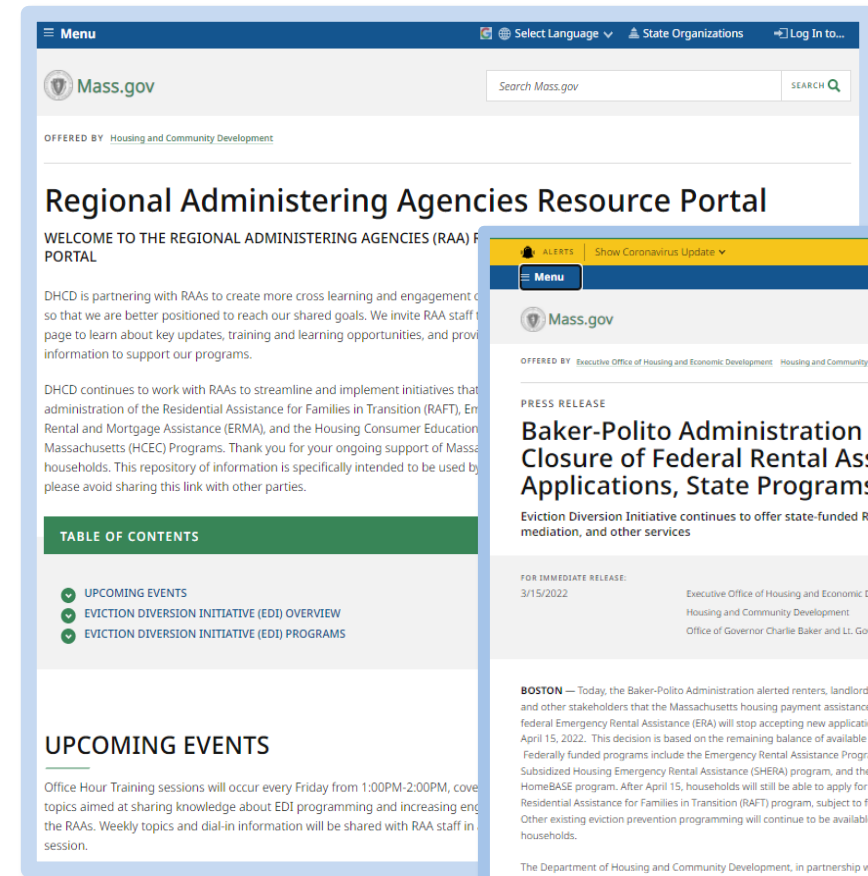 Menu
Select Language
State Organizations
Log In to...
Mass.gov
Search Mass.gov
SEARCH
OFFERED BY Housing and Community Development
Regional Administering Agencies Resource Portal
WELCOME TO THE REGIONAL ADMINISTERING AGENCIES (RAA)
PORTAL
DHCD is partnering with RAAs to create more cross learning and engagement
so that we are better positioned to reach our shared goals. We invite RAA staff
page to learn about key updates, training and learning opportunities, and
information to support our programs.
DHCD continues to work with RAAs to streamline and implement initiatives that
administration of the Residential Assistance for Families in Transition (RAFT),
Rental and Mortgage Assistance (ERMA), and the Housing Consumer Education
Massachusetts (HCEC) Programs. Thank you for your ongoing support of
households. This repository of information is specifically intended to be used by
please avoid sharing this link with other parties.
TABLE OF CONTENTS
UPCOMING EVENTS
EVICTION DIVERSION INITIATIVE (EDI) OVERVIEW
EVICTION DIVERSION INITIATIVE (EDI) PROGRAMS
UPCOMING EVENTS
Office Hour Training sessions will occur every Friday from 1:00PM-2:00PM,
topics aimed at sharing knowledge about EDI programming and increasing
the RAAs. Weekly topics and dial-in information will be shared with RAA staff in
session.
ALERTS
Show Coronavirus Update
Menu
Mass.gov
OFFERED BY Executive Office of Housing and Economic Development Housing and Community
PRESS RELEASE
Baker-Polito Administration
Closure of Federal Rental
Applications, State Programs
Eviction Diversion Initiative continues to offer state-funded
mediation, and other services
FOR IMMEDIATE RELEASE:
3/15/2022
Executive Office of Housing and Economic
Housing and Community Development
Office of Governor Charlie Baker and Lt.
BOSTON — Today, the Baker-Polito Administration alerted renters,
and other stakeholders that the Massachusetts housing payment assistance
federal Emergency Rental Assistance (ERA) will stop accepting new
April 15, 2022. This decision is based on the remaining balance of available
Federally funded programs include the Emergency Rental Assistance
Subsidized Housing Emergency Rental Assistance (SHERA) program, and the
HomeBASE program. After April 15, households will still be able to apply for
Residential Assistance for Families in Transition (RAFT) program, subject to
Other existing eviction prevention programming will continue to be
households.
The Department of Housing and Community Development, in partnership